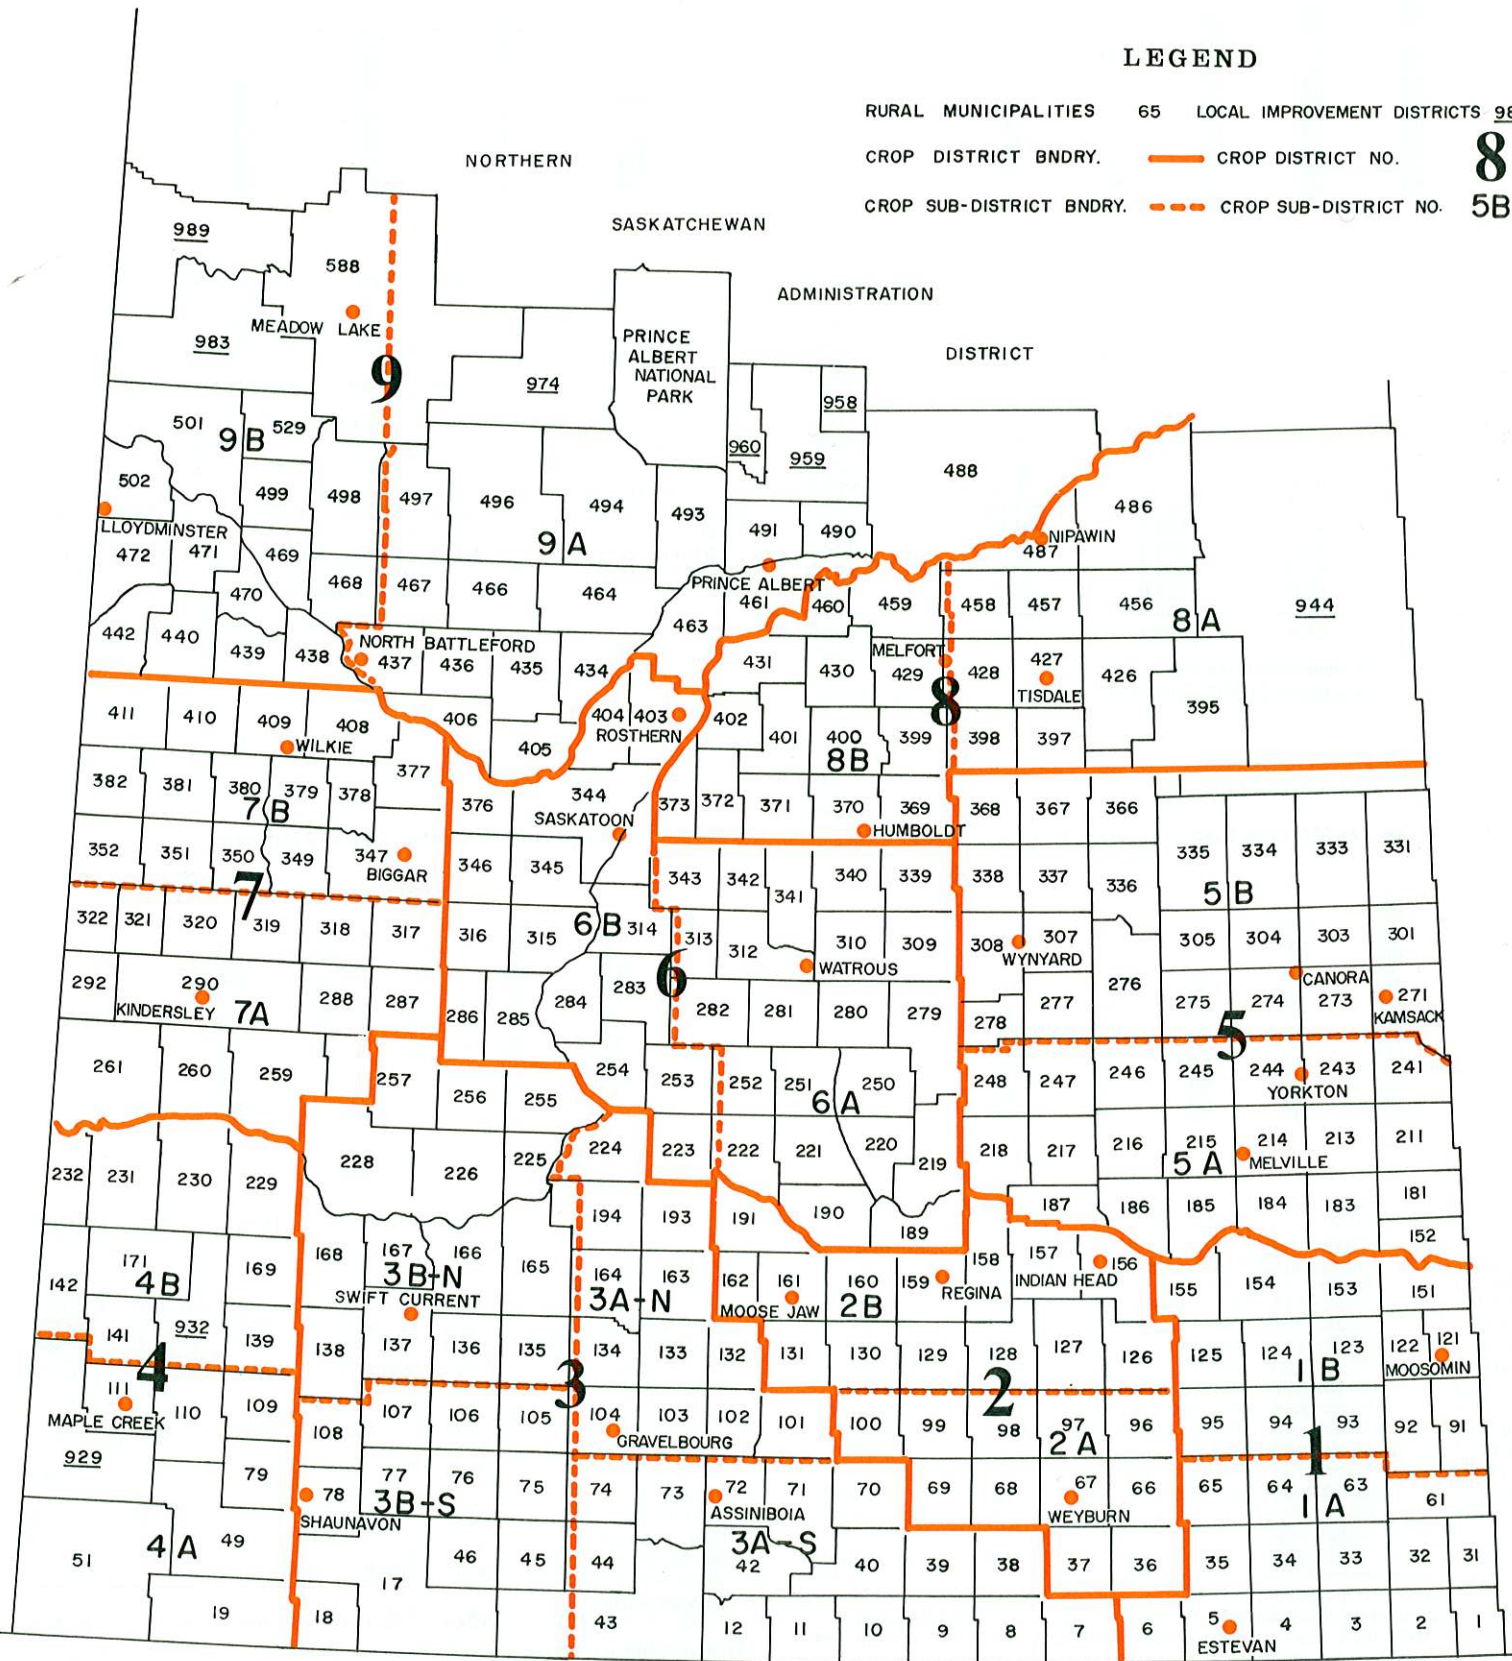 LEGEND
RURAL MUNICIPALITIES 65 LOCAL IMPROVEMENT DISTRICTS 98
CROP DISTRICT BNDRY. CROP DISTRICT NO. 8
CROP SUB-DISTRICT BNDRY. CROP SUB-DISTRICT NO. 5B
NORTHERN
SASKATCHEWAN
ADMINISTRATION
DISTRICT
989
588
MEADOW LAKE
983
9
974
PRINCE
ALBERT
NATIONAL
PARK
958
960 959
501 9 B 529
488
502 499 498 497 496 494 493 491 490 486
LLOYDMINSTER
NIPAWIN
487
472 471 469 9 A
PRINCE ALBERT
470 468 467 466 464 463 461 460 459 458 457 456 8 A 944
442 440 439 438 437 436 435 434 431 430 429 428 427 426 395
NORTH BATTLEFORD
MELFORT
TISDALE
8
411 410 409 408 406 405 404 403 402 401 400 399 398 397
WILKIE
ROSTHERN
8B
382 381 380 379 378 377 376 344 373 372 371 370 369 368 367 366
7 B
SASKATOON
HUMBOLDT
352 351 350 349 347 346 345 343 342 341 340 339 338 337 336 335 334 333 331
BIGGAR
7
5 B
322 321 320 319 318 317 316 315 6 B 314 313 312 310 309 308 307 305 304 303 301
WATROUS
WYNYARD
6
292 290 288 287 286 285 284 283 282 281 280 279 278 277 276 275 274 273 271
KINDERSLEY 7A
CANORA
KAMSACK
5
261 260 259 257 256 255 254 253 252 251 250 248 247 246 245 244 243 241
6 A
YORKTON
232 231 230 229 228 226 225 224 223 222 221 220 219 218 217 216 215 214 213 211
5 A
MELVILLE
194 193 191 190 189 187 186 185 184 183 181
152
171 169 168 167 166 165 164 163 162 161 160 159 158 157 156 155 154 153 151
142 4B
3B-N
3A-N
2B
SWIFT CURRENT
MOOSE JAW
REGINA
INDIAN HEAD
141 932 139 138 137 136 135 134 133 132 131 130 129 128 127 126 125 124 123 122 121
4
3
2
1 B
MOOSOMIN
111 110 109 108 107 106 105 104 103 102 101 100 99 98 97 96 95 94 93 92 91
MAPLE CREEK
GRAVELBOURG
2 A
1
929 79 78 77 76 75 74 73 72 71 70 69 68 67 66 65 64 63 61
SHAUNAVON
3B-S
ASSINIBOIA
WEYBURN
1 A
3A-S
51 4 A 49 46 45 44 42 40 39 38 37 36 35 34 33 32 31
19 18 17 43 12 11 10 9 8 7 6 5 4 3 2 1
ESTEVAN